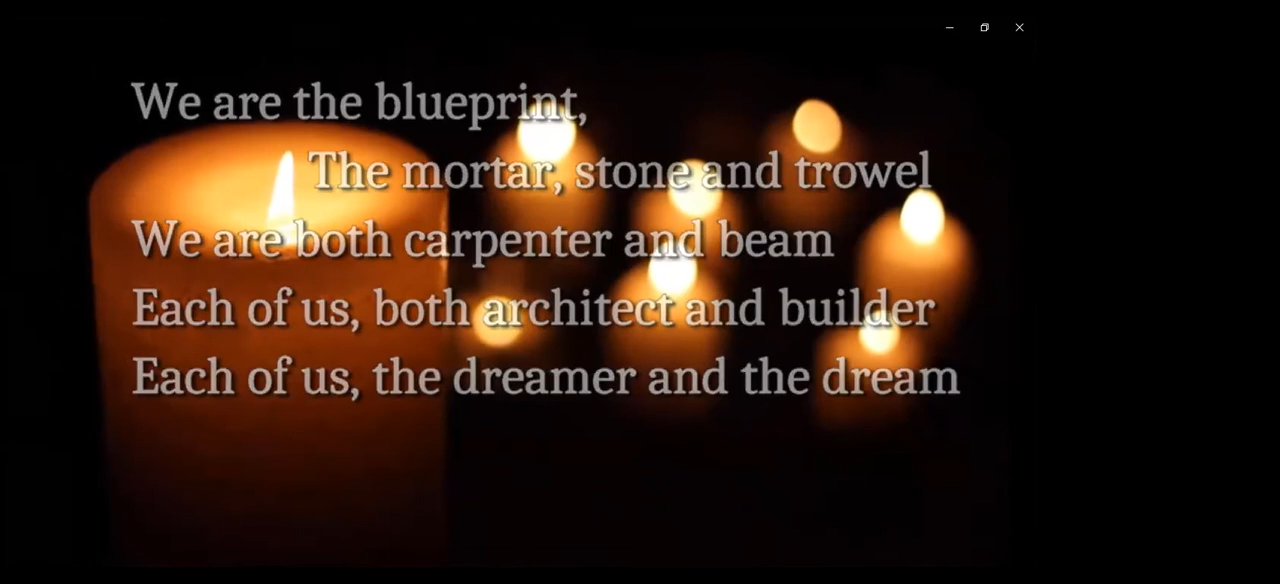 We are the blueprint,
The mortar, stone and trowel
We are both carpenter and beam
Each of us, both architect and builder
Each of us, the dreamer and the dream